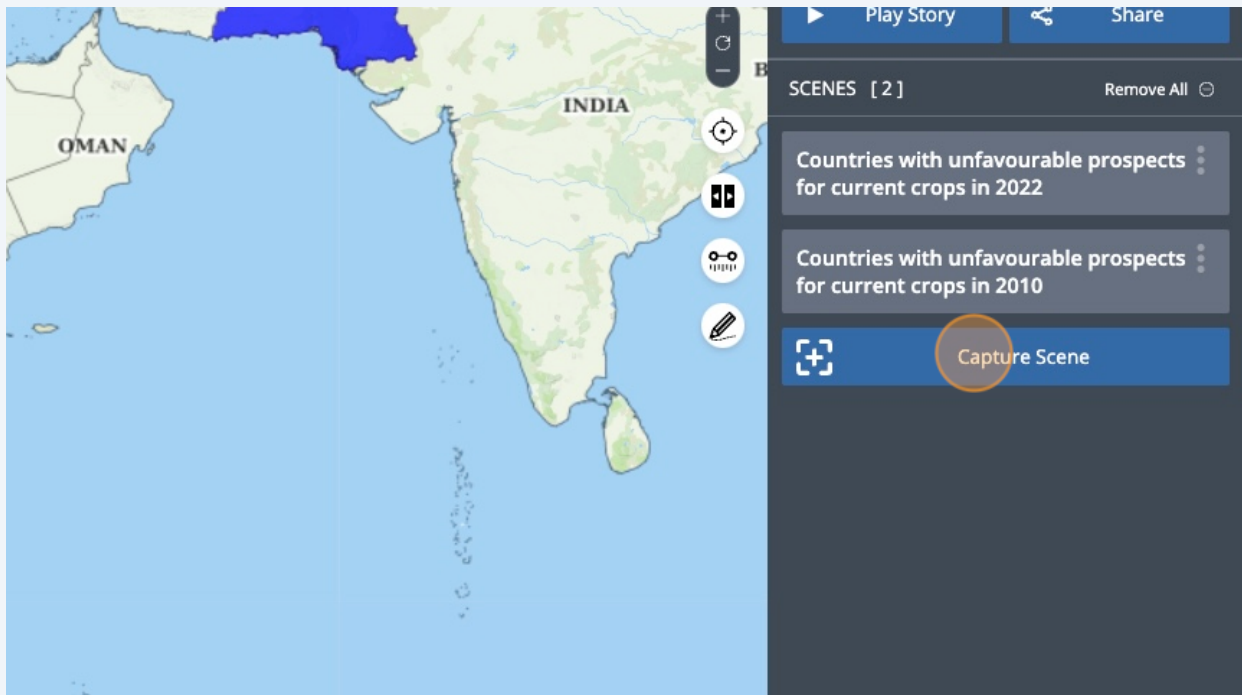 Play Story
Share
SCENES [ 2 ]
Remove All
Countries with unfavourable prospects
for current crops in 2022
Countries with unfavourable prospects
for current crops in 2010
Capture Scene
INDIA
OMAN
B